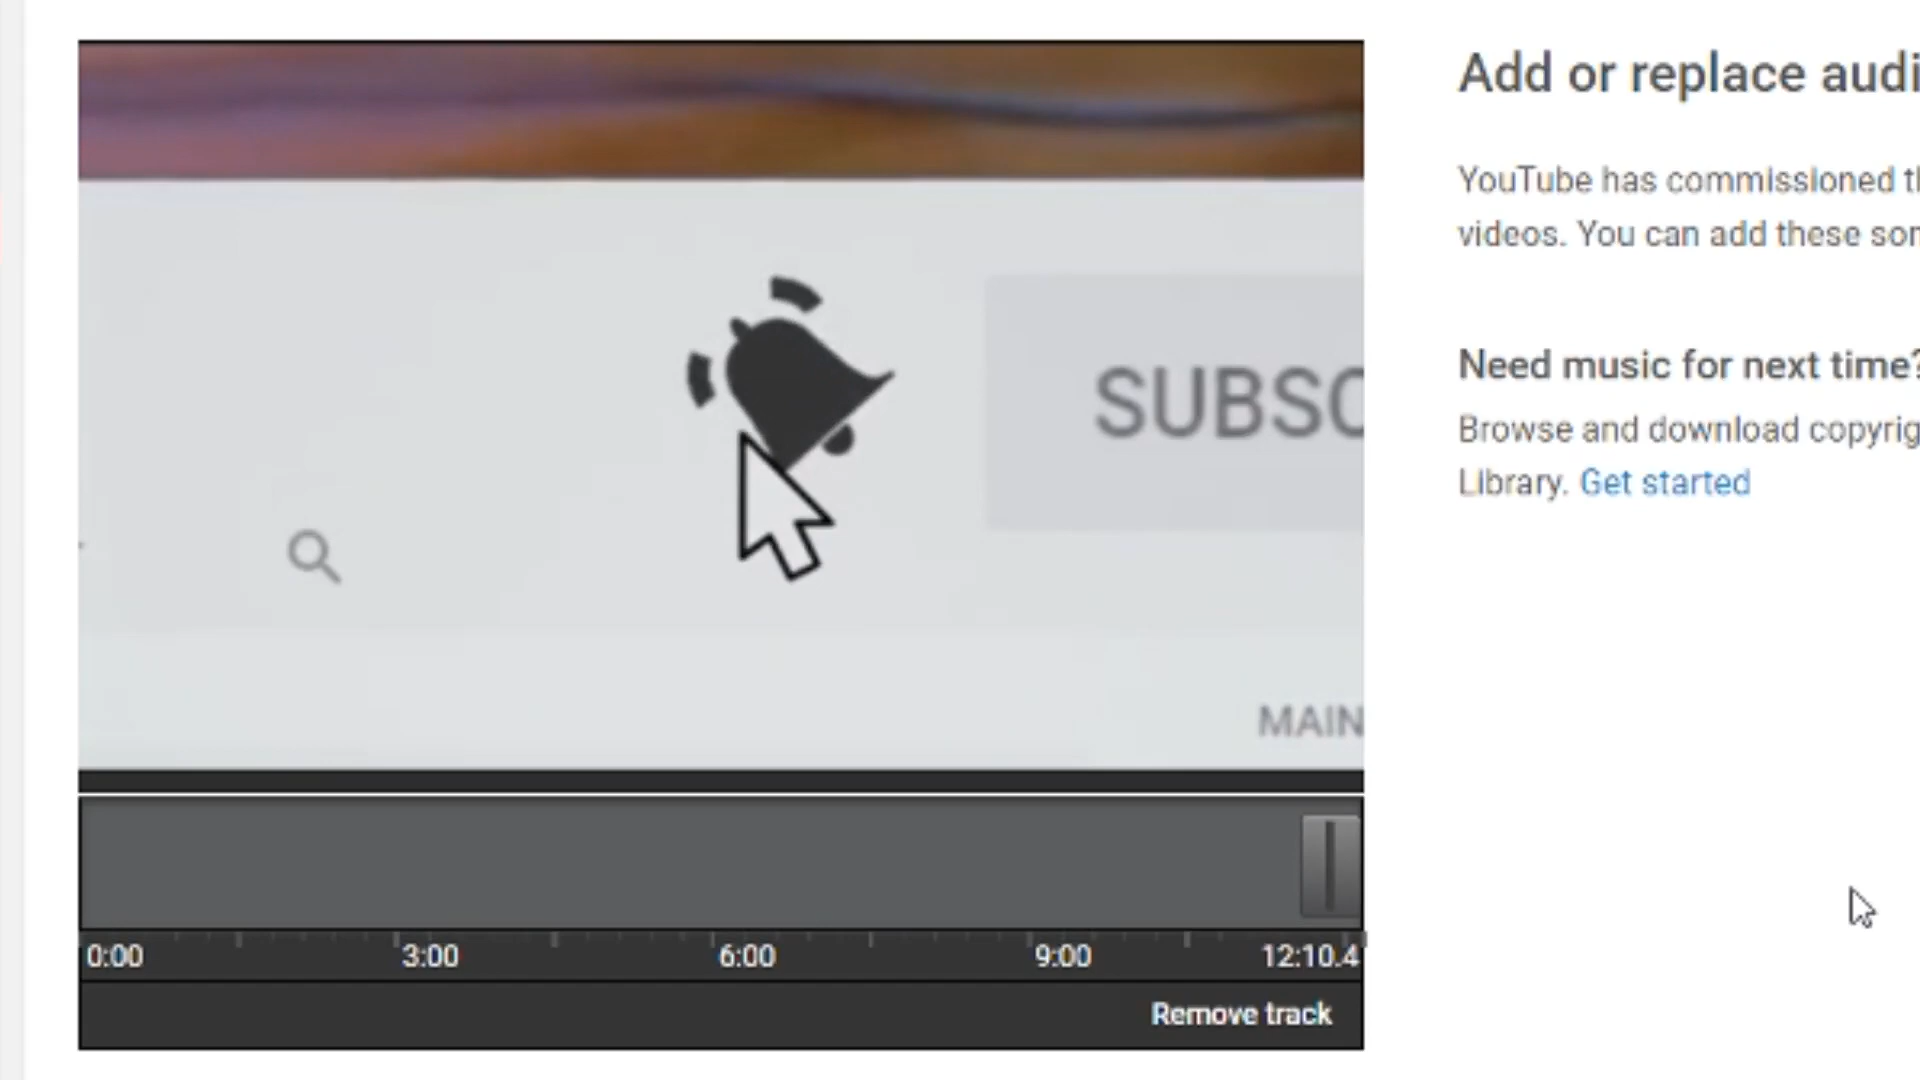 SUBSC
MAIN
0:00 3:00 6:00 9:00 12:10.4
Remove track
Add or replace audi
YouTube has commissioned th
videos. You can add these son
Need music for next time?
Browse and download copyrig
Library. Get started